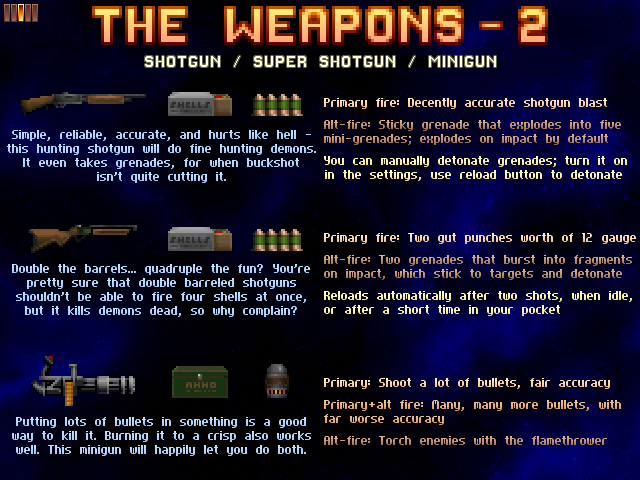 THE WEAPONS - 2
SHOTGUN / SUPER SHOTGUN / MINIGUN
SHELLS
Simple, reliable, accurate, and hurts like hell -
this hunting shotgun will do fine hunting demons.
It even takes grenades, for when buckshot
isn't quite cutting it.
Primary fire: Decently accurate shotgun blast
Alt-fire: Sticky grenade that explodes into five
mini-grenades; explodes on impact by default
You can manually detonate grenades; turn it on
in the settings, use reload button to detonate
SHELLS
Double the barrels... quadruple the fun? You're
pretty sure that double barreled shotguns
shouldn't be able to fire four shells at once,
but it kills demons dead, so why complain?
Primary fire: Two gut punches worth of 12 gauge
Alt-fire: Two grenades that burst into fragments
on impact, which stick to targets and detonate
Reloads automatically after two shots, when idle,
or after a short time in your pocket
AMMO
Putting lots of bullets in something is a good
way to kill it. Burning it to a crisp also works
well. This minigun will happily let you do both.
Primary: Shoot a lot of bullets, fair accuracy
Primary+alt fire: Many, many more bullets, with
far worse accuracy
Alt-fire: Torch enemies with the flamethrower